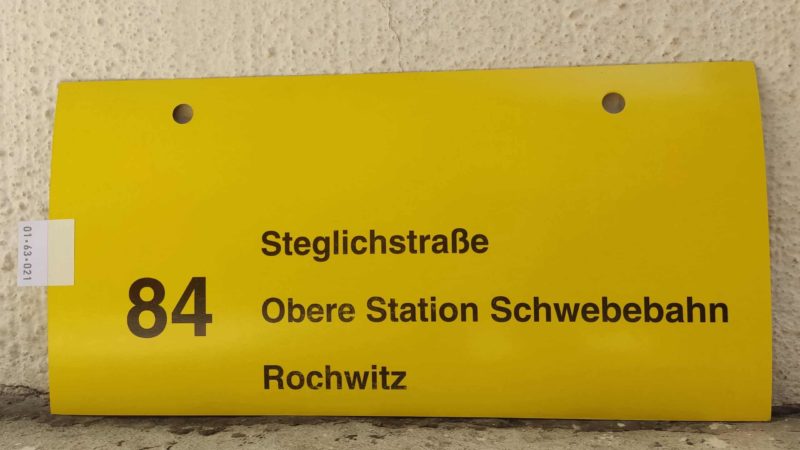 01·63·021
84
Steglichstraße
Obere Station Schwebebahn
Rochwitz